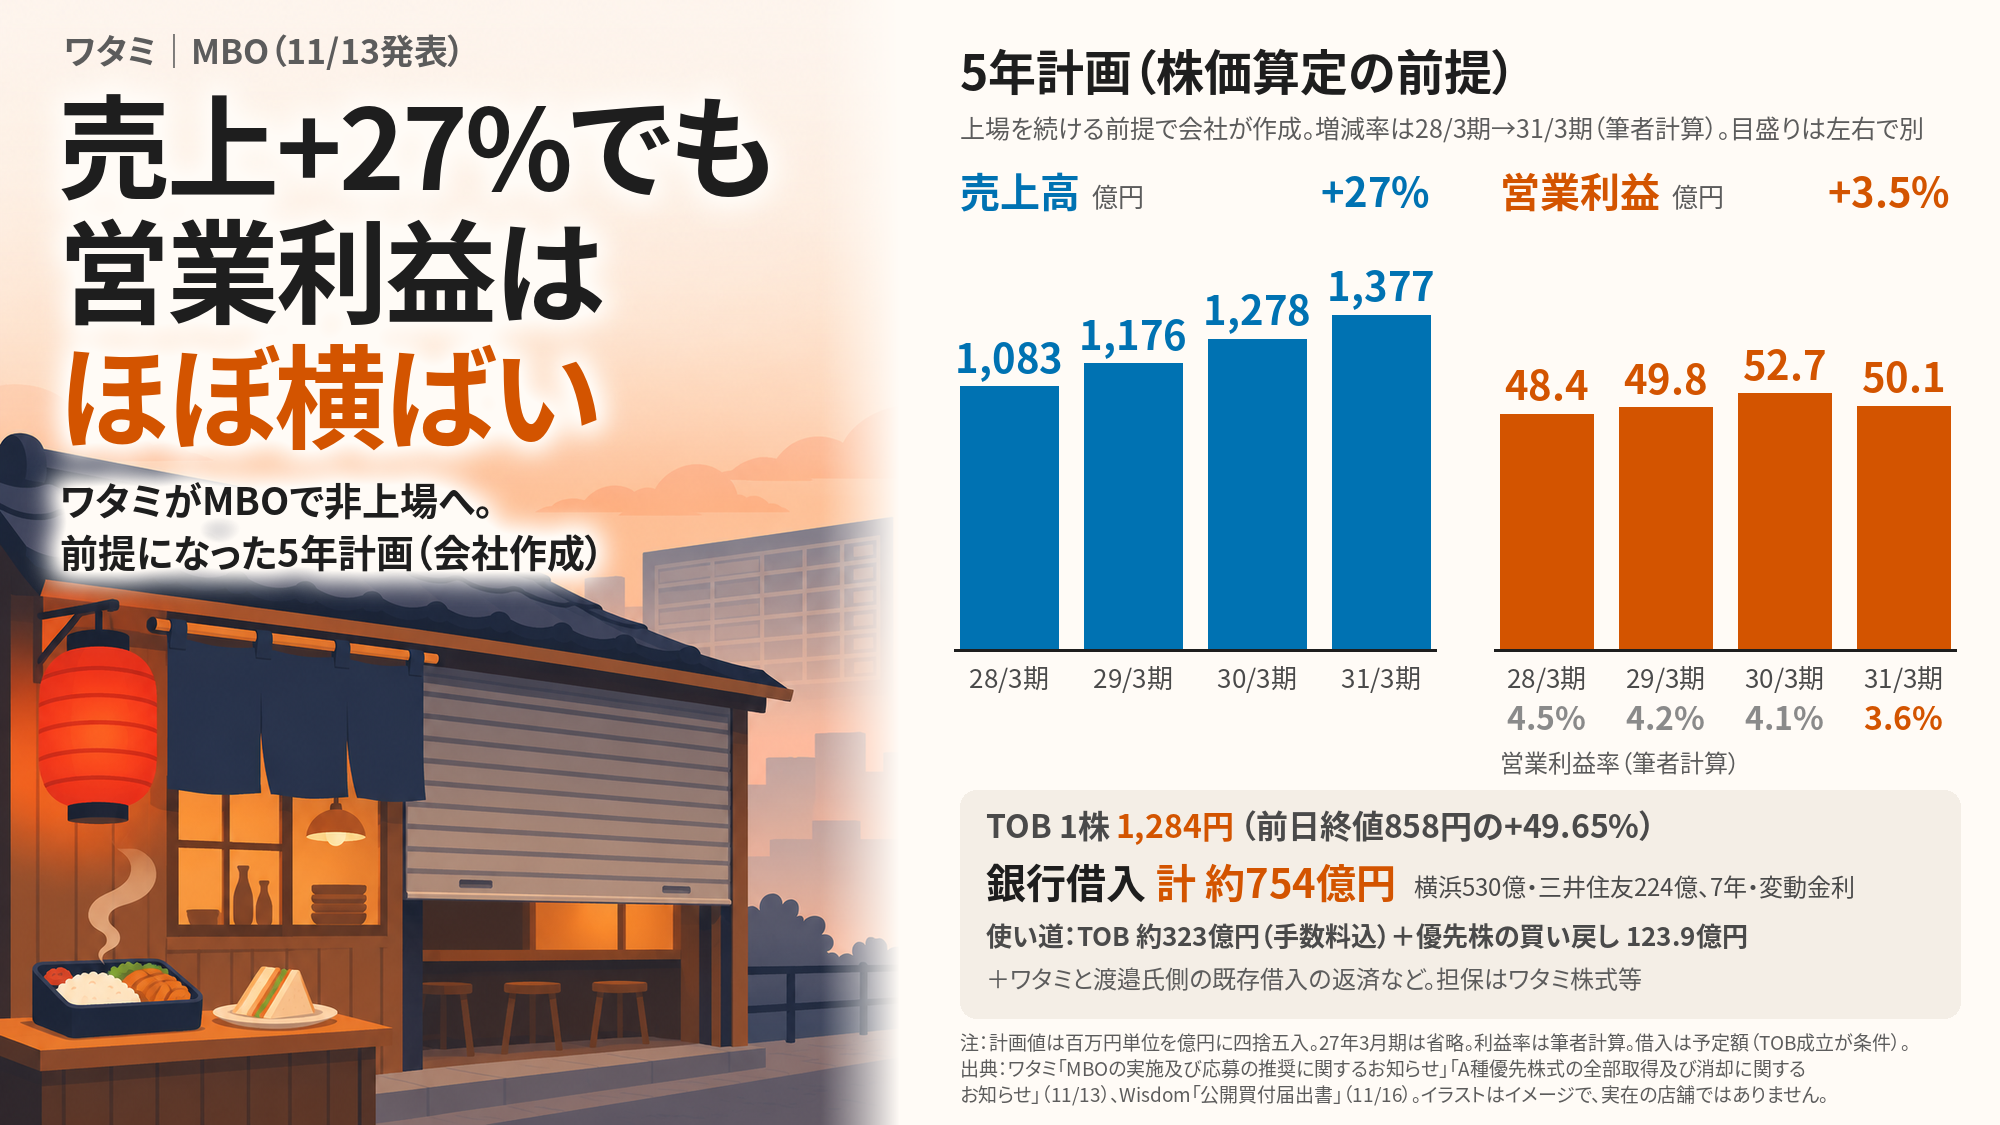 ワタミ｜MBO（11/13発表）
売上+27%でも
営業利益は
ほぼ横ばい
ワタミがMBOで非上場へ。
前提になった5年計画（会社作成）
5年計画（株価算定の前提）
上場を続ける前提で会社が作成。増減率は28/3期→31/3期（筆者計算）。目盛りは左右で別
売上高 億円 +27%
1,083 1,176 1,278 1,377
28/3期 29/3期 30/3期 31/3期
営業利益 億円 +3.5%
48.4 49.8 52.7 50.1
28/3期 29/3期 30/3期 31/3期
4.5% 4.2% 4.1% 3.6%
営業利益率（筆者計算）
TOB 1株 1,284円（前日終値858円の+49.65%）
銀行借入 計 約754億円 横浜530億・三井住友224億、7年・変動金利
使い道：TOB 約323億円（手数料込）＋優先株の買い戻し 123.9億円
＋ワタミと渡邉氏側の既存借入の返済など。担保はワタミ株式等
注：計画値は百万円単位を億円に四捨五入。27年3月期は省略。利益率は筆者計算。借入は予定額（TOB成立が条件）。
出典：ワタミ「MBOの実施及び応募の推奨に関するお知らせ」「A種優先株式の全部取得及び消却に関する
お知らせ」（11/13）、Wisdom「公開買付届出書」（11/16）。イラストはイメージで、実在の店舗ではありません。